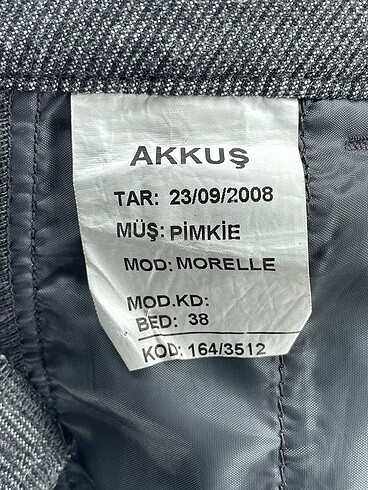 AKKUŞ
TAR: 23/09/2008
MÜŞ: PİMKİE
MOD: MORELLE
MOD.KD:
BED: 38
KOD: 164/3512